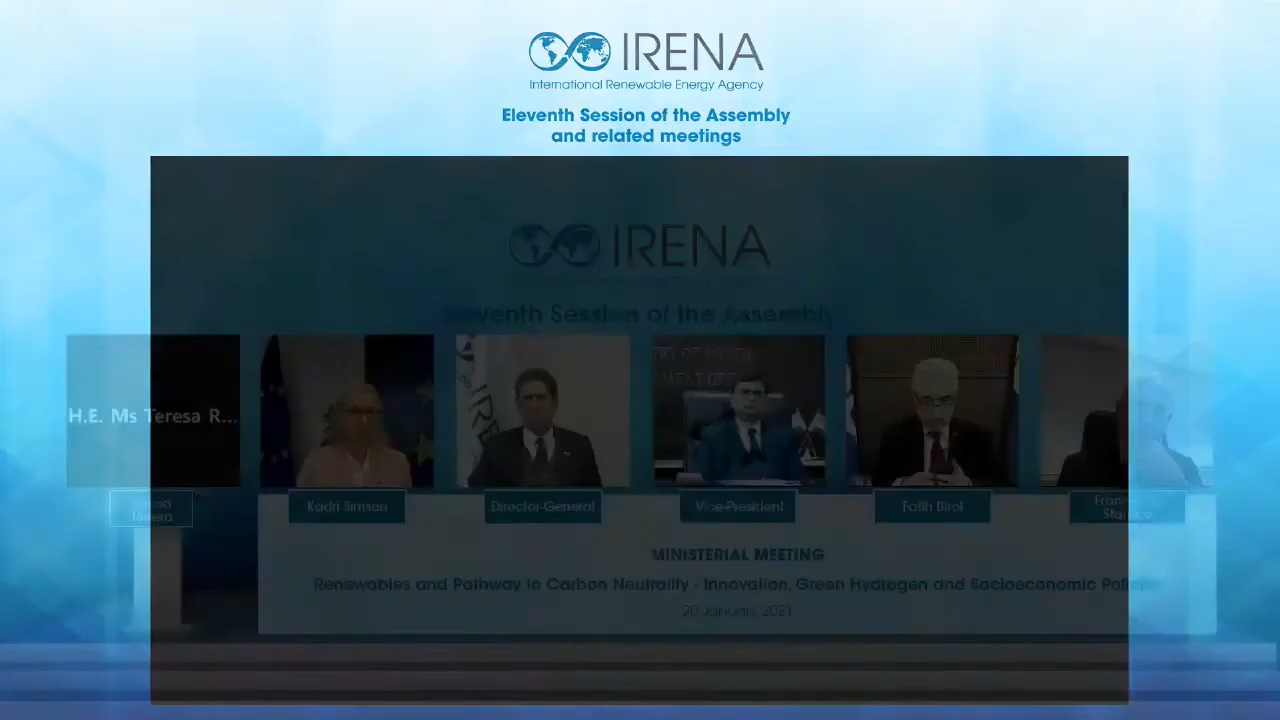 IRENA
International Renewable Energy Agency
Eleventh Session of the Assembly
and related meetings
IRENA
Session of the Assembly
H.E. Ms Teresa R...
Rivera
Kadri Simson
Director-General
Vice-President
Fatih Birol
MINISTERIAL MEETING
Renewables and Pathway to Carbon Neutrality - Innovation, Green Hydrogen and Socioeconomic
20 January 2021